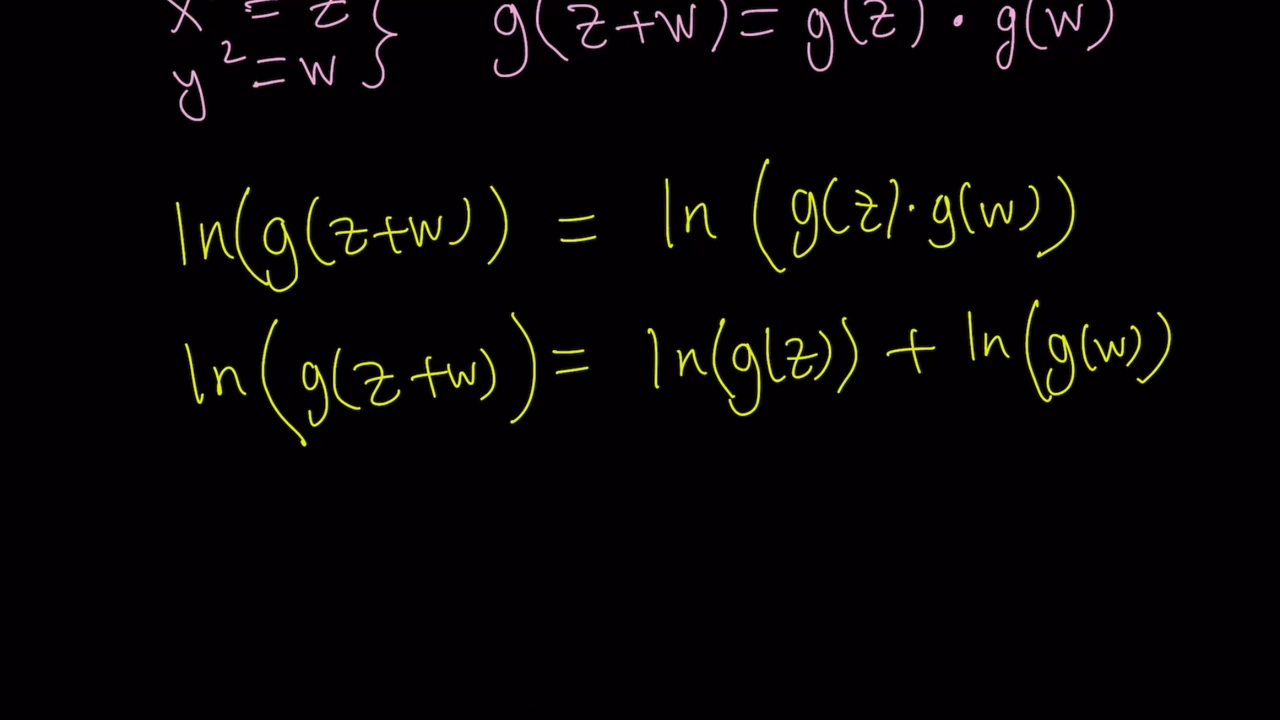 x = z
y² = w } g(z+w) = g(z) · g(w)
ln(g(z+w)) = ln (g(z)·g(w))
ln(g(z+w)) = ln(g(z)) + ln(g(w))